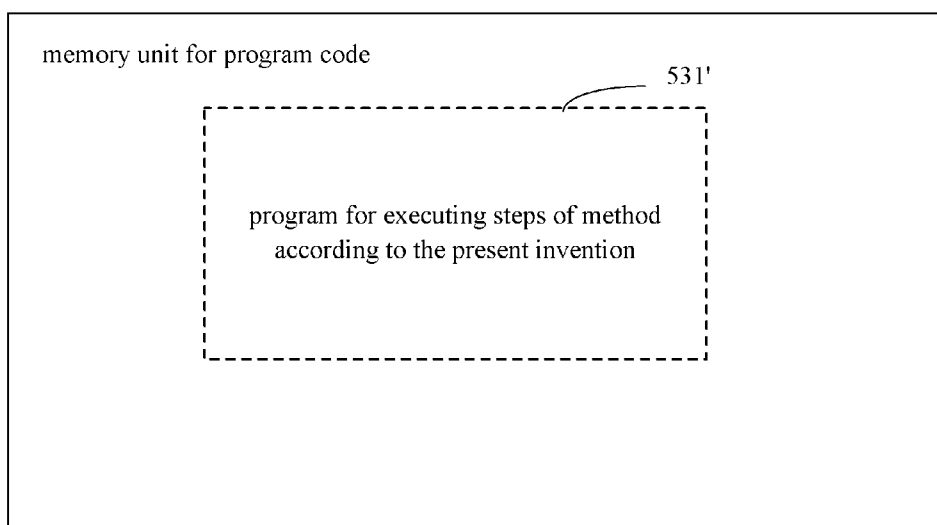 memory unit for program code
531'
program for executing steps of method
according to the present invention